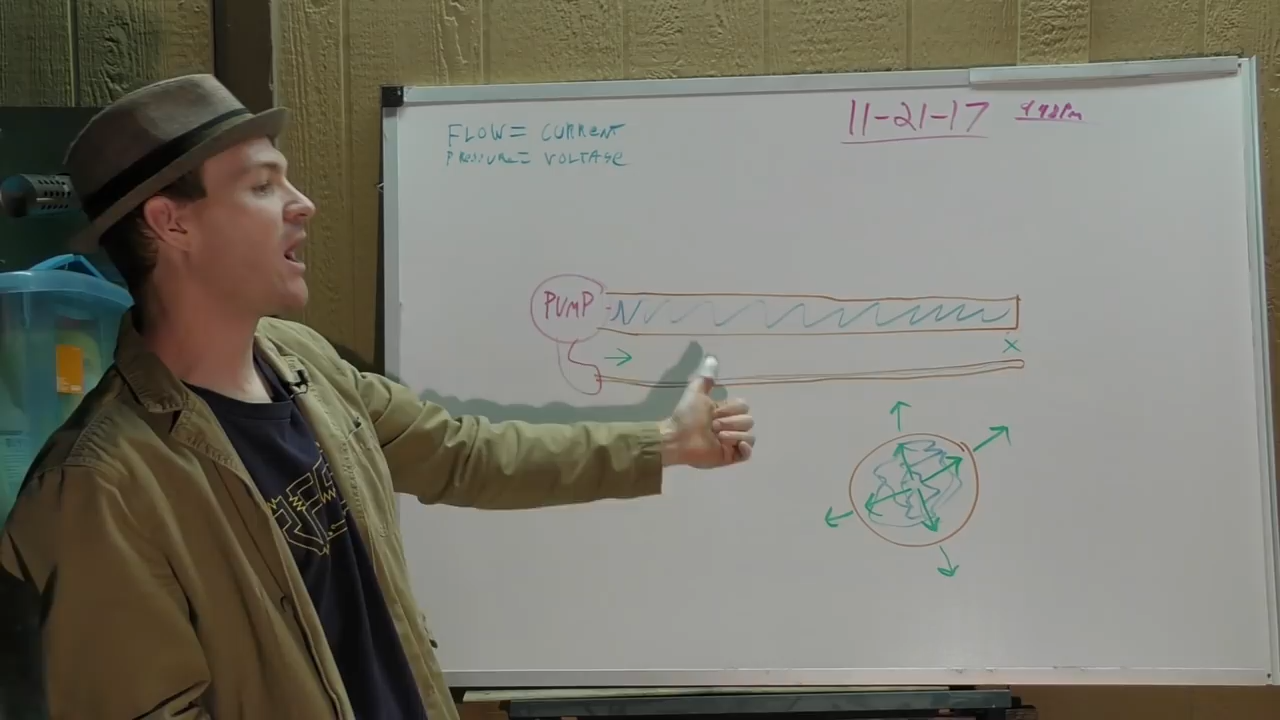 FLOW = CURRENT
PRESSURE = VOLTAGE
11-21-17
PUMP
X